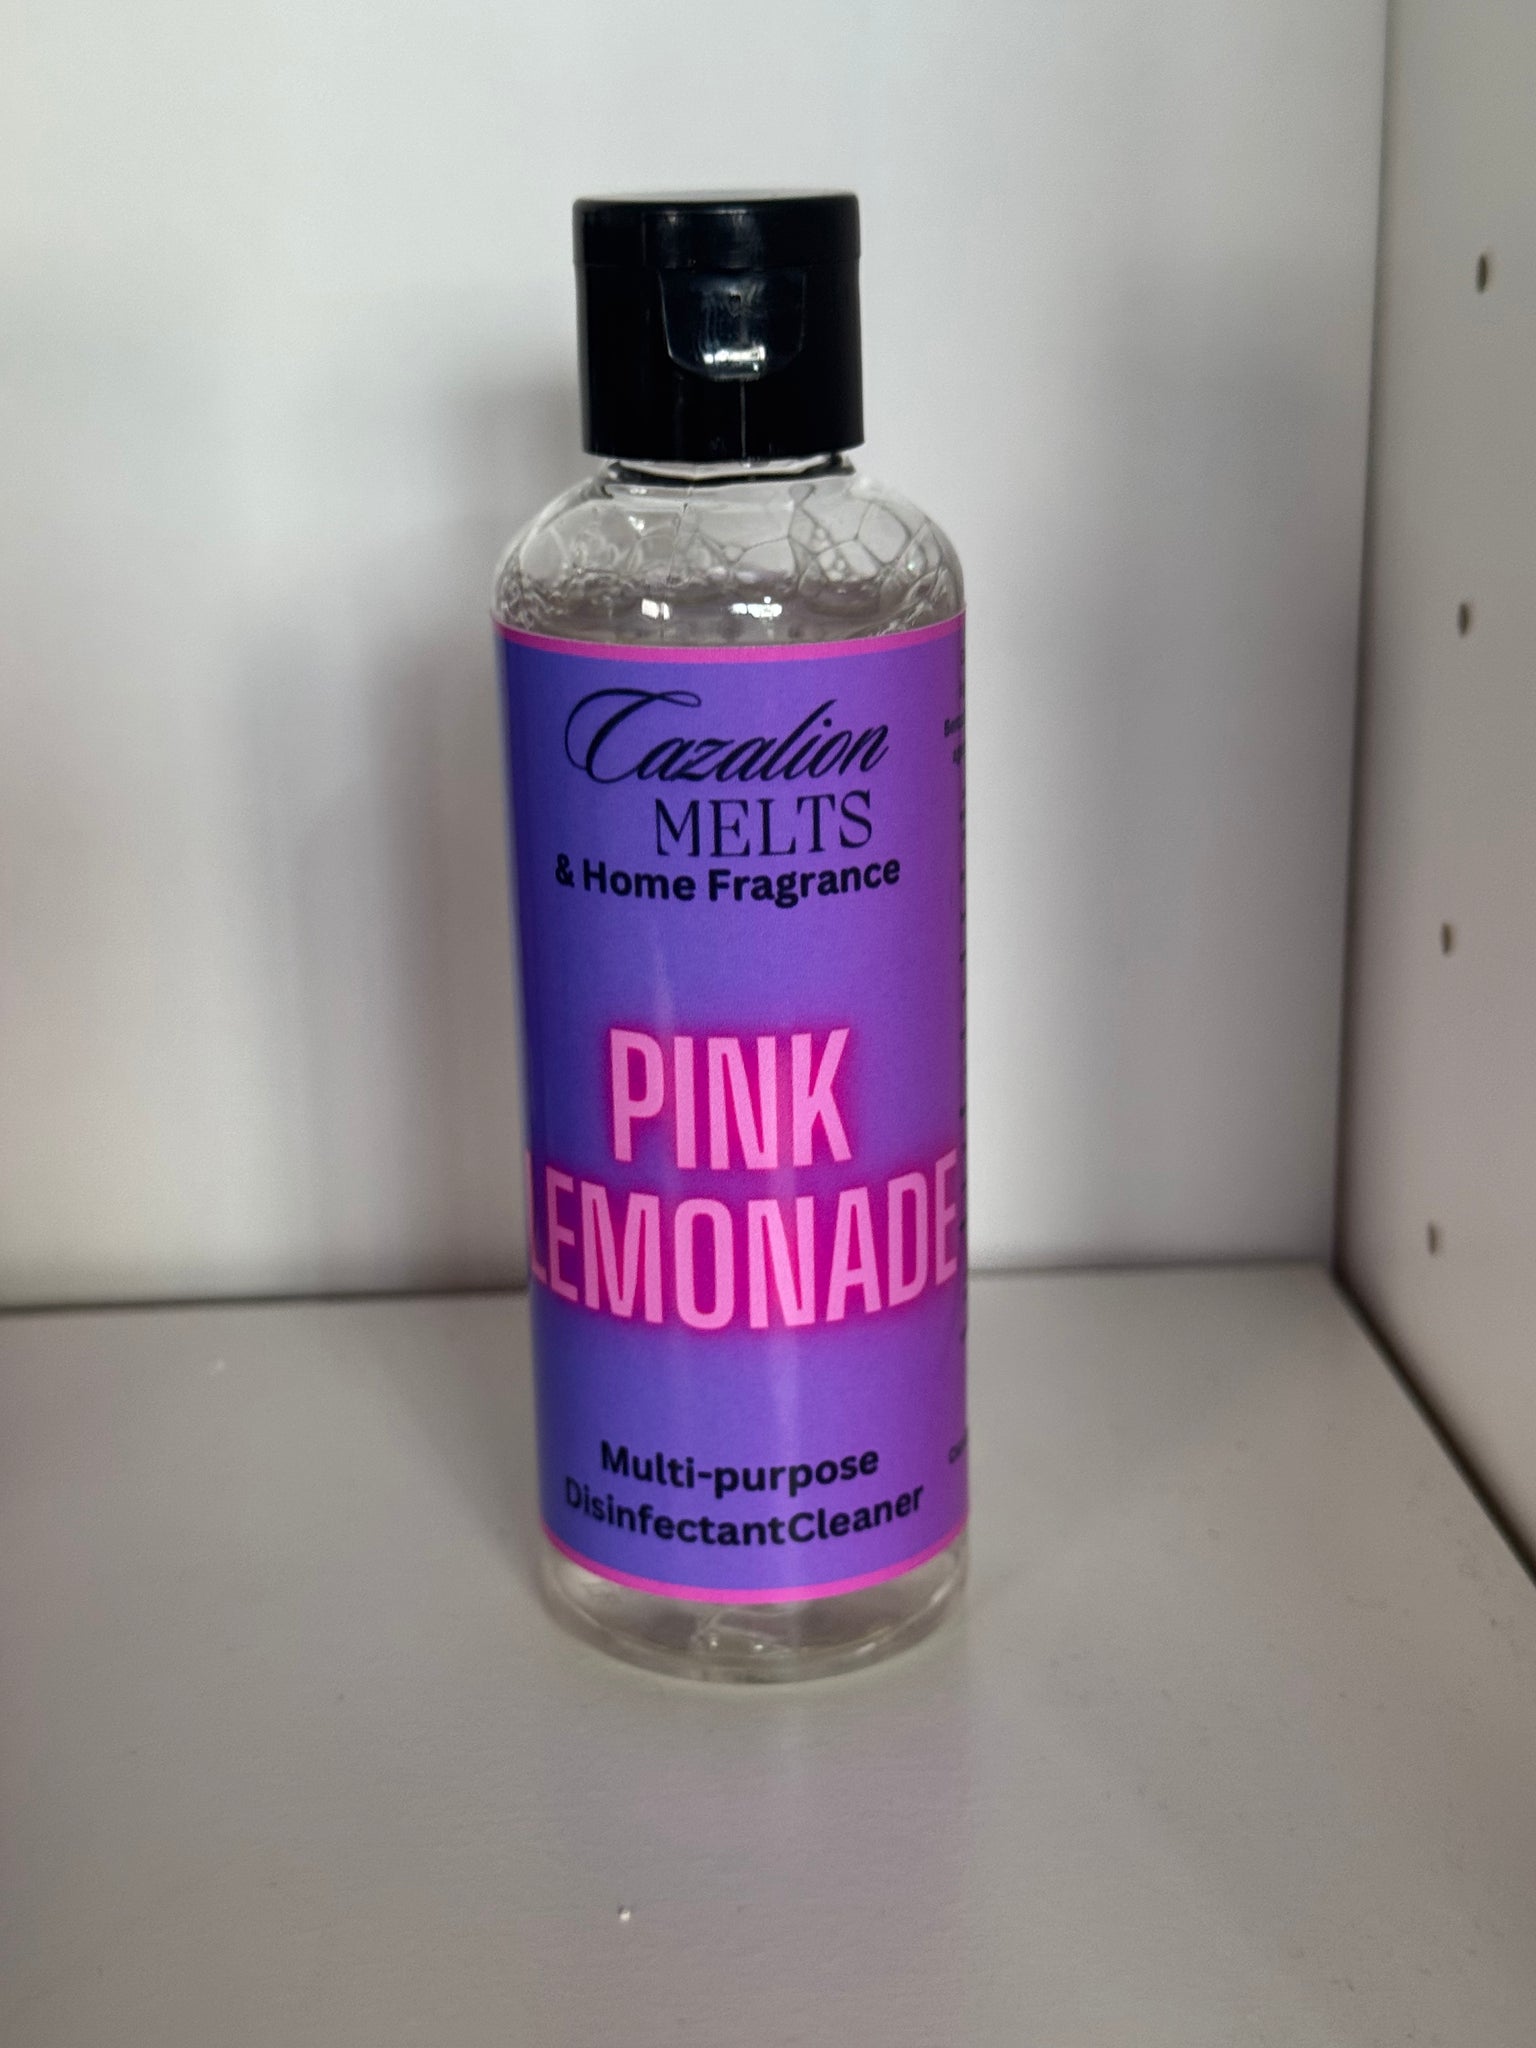 Cazalion
MELTS
& Home Fragrance
PINK
LEMONADE
Multi-purpose
DisinfectantCleaner